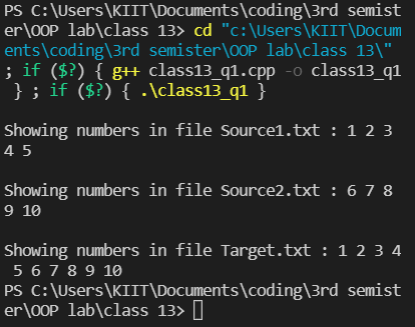 PS C:\Users\KIIT\Documents\coding\3rd semist
er\OOP lab\class 13> cd "c:\Users\KIIT\Docum
ents\coding\3rd semister\OOP lab\class 13\"
; if ($?) { g++ class13_q1.cpp -o class13_q1
 } ; if ($?) { .\class13_q1 }

Showing numbers in file Source1.txt : 1 2 3
4 5

Showing numbers in file Source2.txt : 6 7 8
9 10

Showing numbers in file Target.txt : 1 2 3 4
 5 6 7 8 9 10
PS C:\Users\KIIT\Documents\coding\3rd semist
er\OOP lab\class 13>